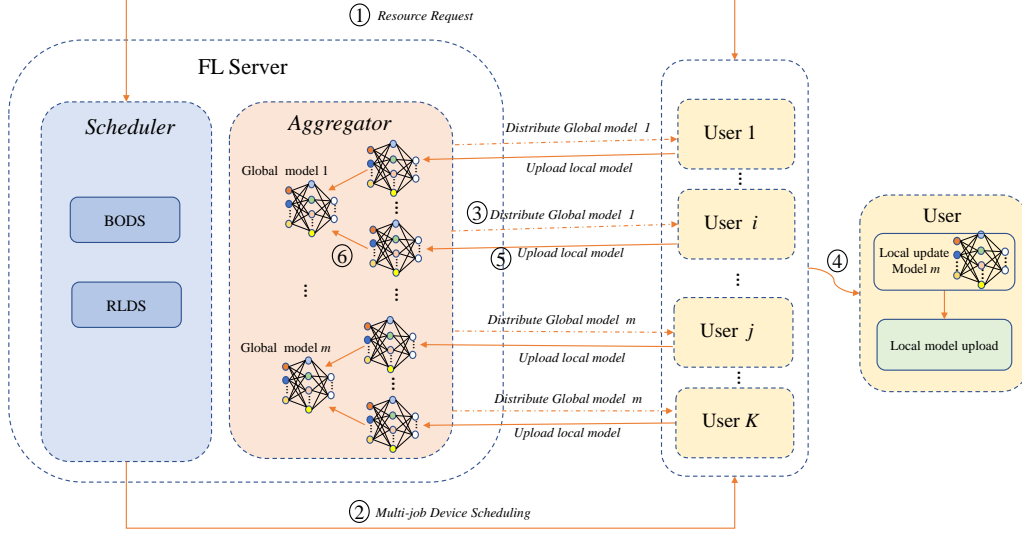 ① Resource Request
FL Server
Scheduler
BODS
RLDS
Aggregator
Global model 1
Global model m
⑥
Distribute Global model 1
Upload local model
③ Distribute Global model 1
⑤ Upload local model
Distribute Global model m
Upload local model
Distribute Global model m
Upload local model
User 1
User i
User j
User K
④
User
Local update
Model m
Local model upload
② Multi-job Device Scheduling